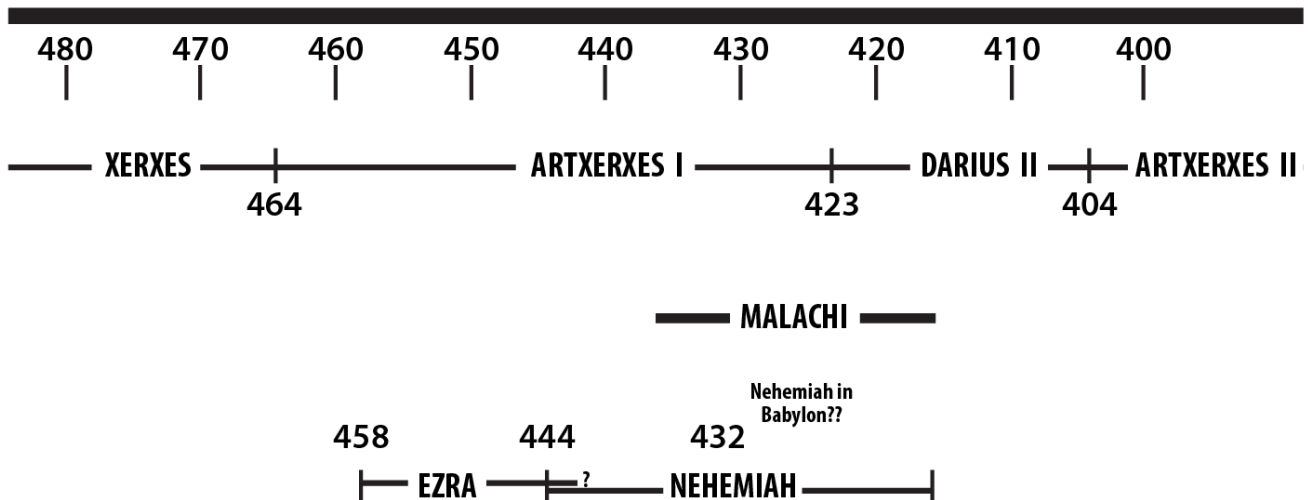 480 470 460 450 440 430 420 410 400
XERXES ARTXERXES I DARIUS II ARTXERXES II
464 423 404
MALACHI
Nehemiah in
Babylon??
458 444 432
EZRA ? NEHEMIAH